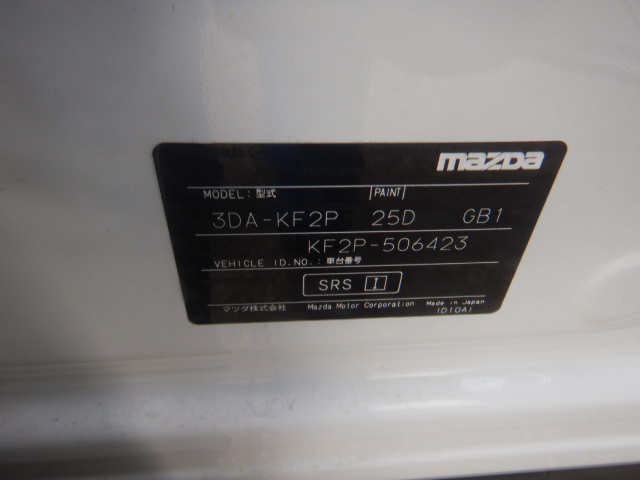 mazda
MODEL: 型式 PAINT
3DA-KF2P 25D GB1
KF2P-506423
VEHICLE ID.NO.: 車台番号
SRS I
マツダ株式会社 Mazda Motor Corporation Made in Japan
(D10A)